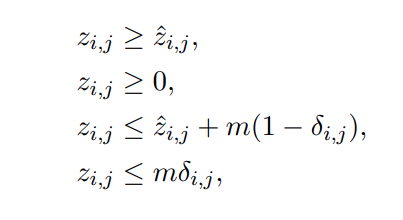 z_{i,j} ≥ ẑ_{i,j},
z_{i,j} ≥ 0,
z_{i,j} ≤ ẑ_{i,j} + m(1 − δ_{i,j}),
z_{i,j} ≤ mδ_{i,j},